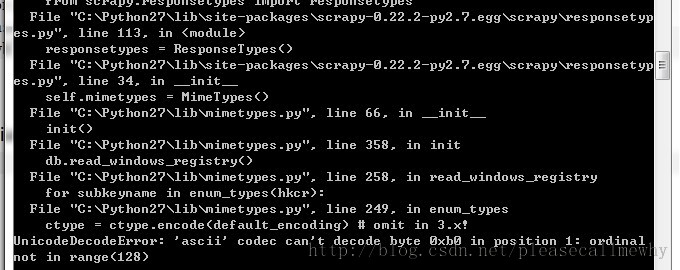 from scrapy.responsetypes import responsetypes
File "C:\Python27\lib\site-packages\scrapy-0.22.2-py2.7.egg\scrapy\responsetyp
es.py", line 113, in <module>
responsetypes = ResponseTypes()
File "C:\Python27\lib\site-packages\scrapy-0.22.2-py2.7.egg\scrapy\responsetyp
es.py", line 34, in __init__
self.mimetypes = MimeTypes()
File "C:\Python27\lib\mimetypes.py", line 66, in __init__
init()
File "C:\Python27\lib\mimetypes.py", line 358, in init
db.read_windows_registry()
File "C:\Python27\lib\mimetypes.py", line 258, in read_windows_registry
for subkeyname in enum_types(hkcr):
File "C:\Python27\lib\mimetypes.py", line 249, in enum_types
ctype = ctype.encode(default_encoding) # omit in 3.x!
UnicodeDecodeError: 'ascii' codec can't decode byte 0xb0 in position 1: ordinal
not in range(128)
http://blog.csdn.net/pleasecallmewhy